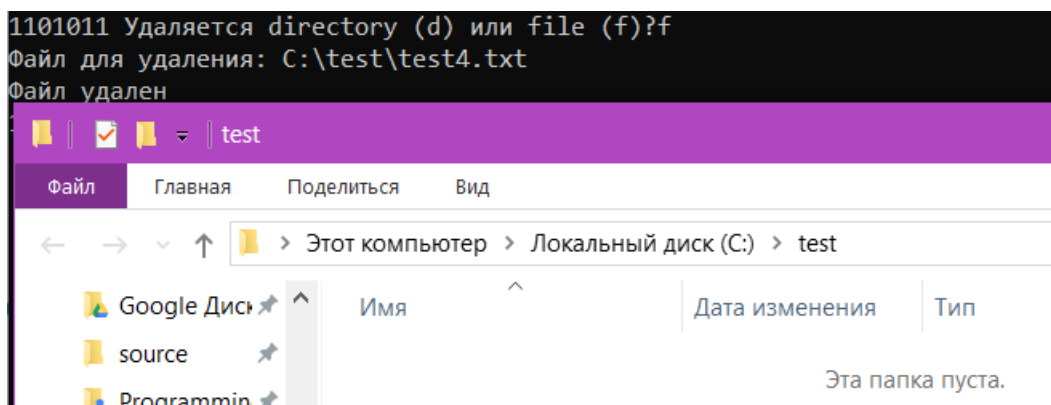 1101011 Удаляется directory (d) или file (f)?f
Файл для удаления: C:\test\test4.txt
Файл удален
test
Файл Главная Поделиться Вид
Этот компьютер > Локальный диск (C:) > test
Google Диск
Имя Дата изменения Тип
source
Эта папка пуста.
Programmin